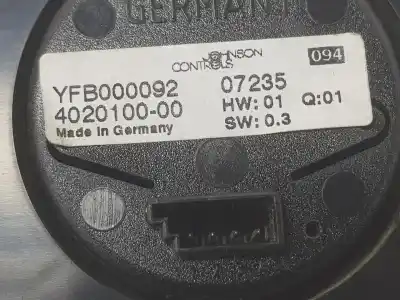 GERMANY
JOHNSON
CONTROLS
094
YFB000092 07235
4020100-00 HW: 01 Q:01
Made in Germany SW: 0.3